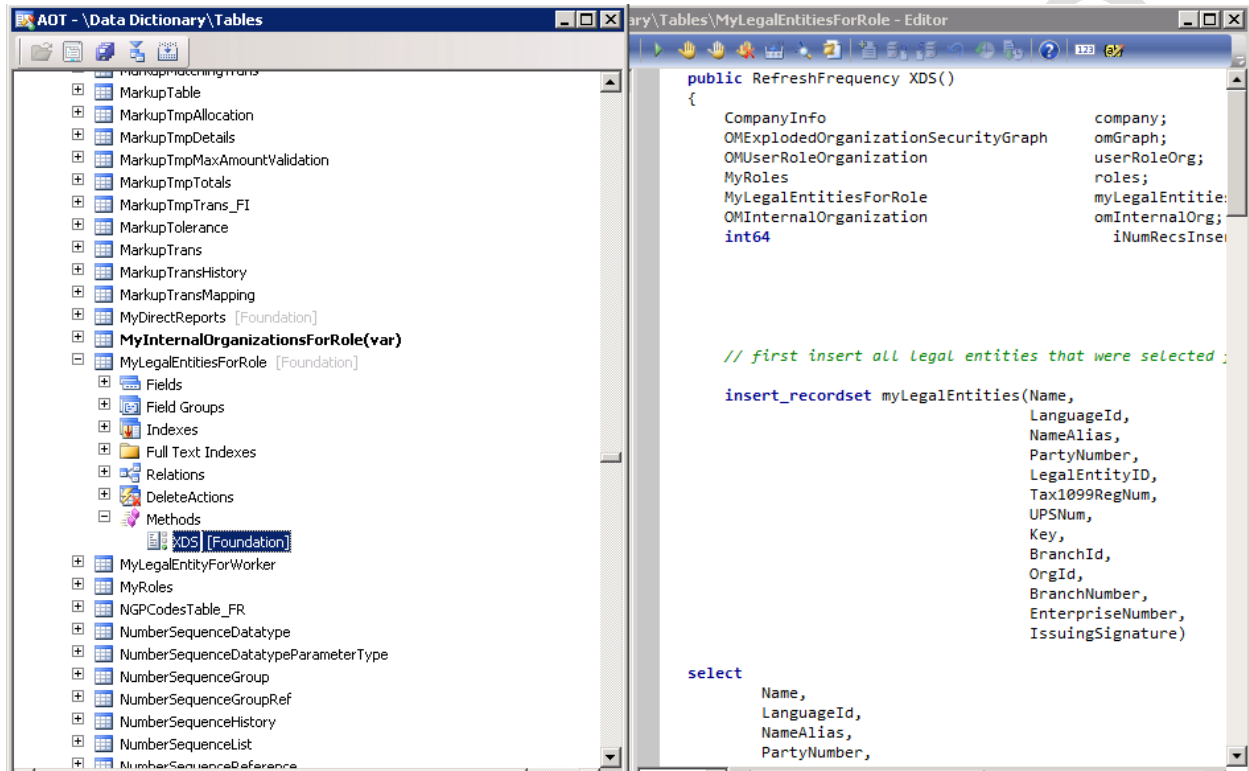 AOT - \Data Dictionary\Tables
MarkupMatchingTrans
MarkupTable
MarkupTmpAllocation
MarkupTmpDetails
MarkupTmpMaxAmountValidation
MarkupTmpTotals
MarkupTmpTrans_FI
MarkupTolerance
MarkupTrans
MarkupTransHistory
MarkupTransMapping
MyDirectReports [Foundation]
MyInternalOrganizationsForRole(var)
MyLegalEntitiesForRole [Foundation]
Fields
Field Groups
Indexes
Full Text Indexes
Relations
DeleteActions
Methods
XDS [Foundation]
MyLegalEntityForWorker
MyRoles
NGPCodesTable_FR
NumberSequenceDatatype
NumberSequenceDatatypeParameterType
NumberSequenceGroup
NumberSequenceGroupRef
NumberSequenceHistory
NumberSequenceList
NumberSequenceReference
ary\Tables\MyLegalEntitiesForRole - Editor
public RefreshFrequency XDS()
{
CompanyInfo company;
OMExplodedOrganizationSecurityGraph omGraph;
OMUserRoleOrganization userRoleOrg;
MyRoles roles;
MyLegalEntitiesForRole myLegalEntities
OMInternalOrganization omInternalOrg;
int64 iNumRecsInser
// first insert all legal entities that were selected
insert_recordset myLegalEntities(Name,
LanguageId,
NameAlias,
PartyNumber,
LegalEntityID,
Tax1099RegNum,
UPSNum,
Key,
BranchId,
OrgId,
BranchNumber,
EnterpriseNumber,
IssuingSignature)
select
Name,
LanguageId,
NameAlias,
PartyNumber,